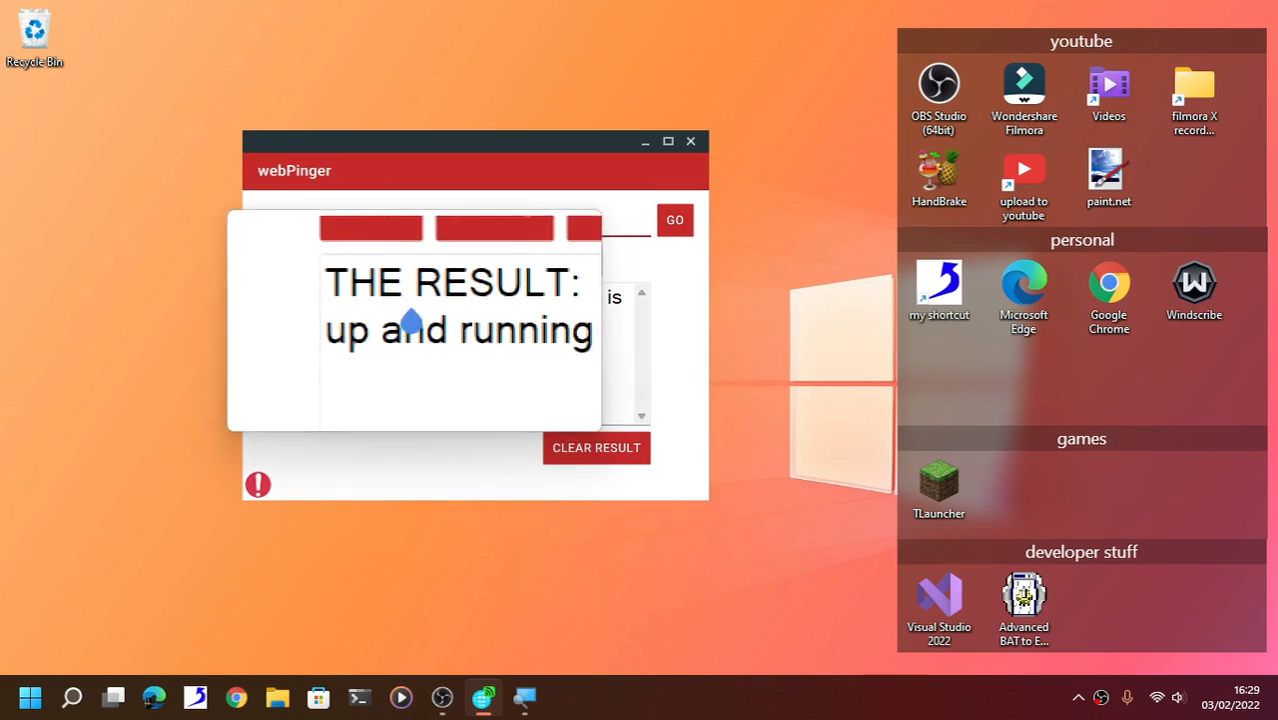 Recycle Bin
webPinger
GO
THE RESULT:
up and running
is
CLEAR RESULT
youtube
OBS Studio
(64bit)
Wondershare
Filmora
Videos
filmora X
record...
HandBrake
upload to
youtube
paint.net
personal
my shortcut
Microsoft
Edge
Google
Chrome
Windscribe
games
TLauncher
developer stuff
Visual Studio
2022
Advanced
BAT to E...
16:29
03/02/2022